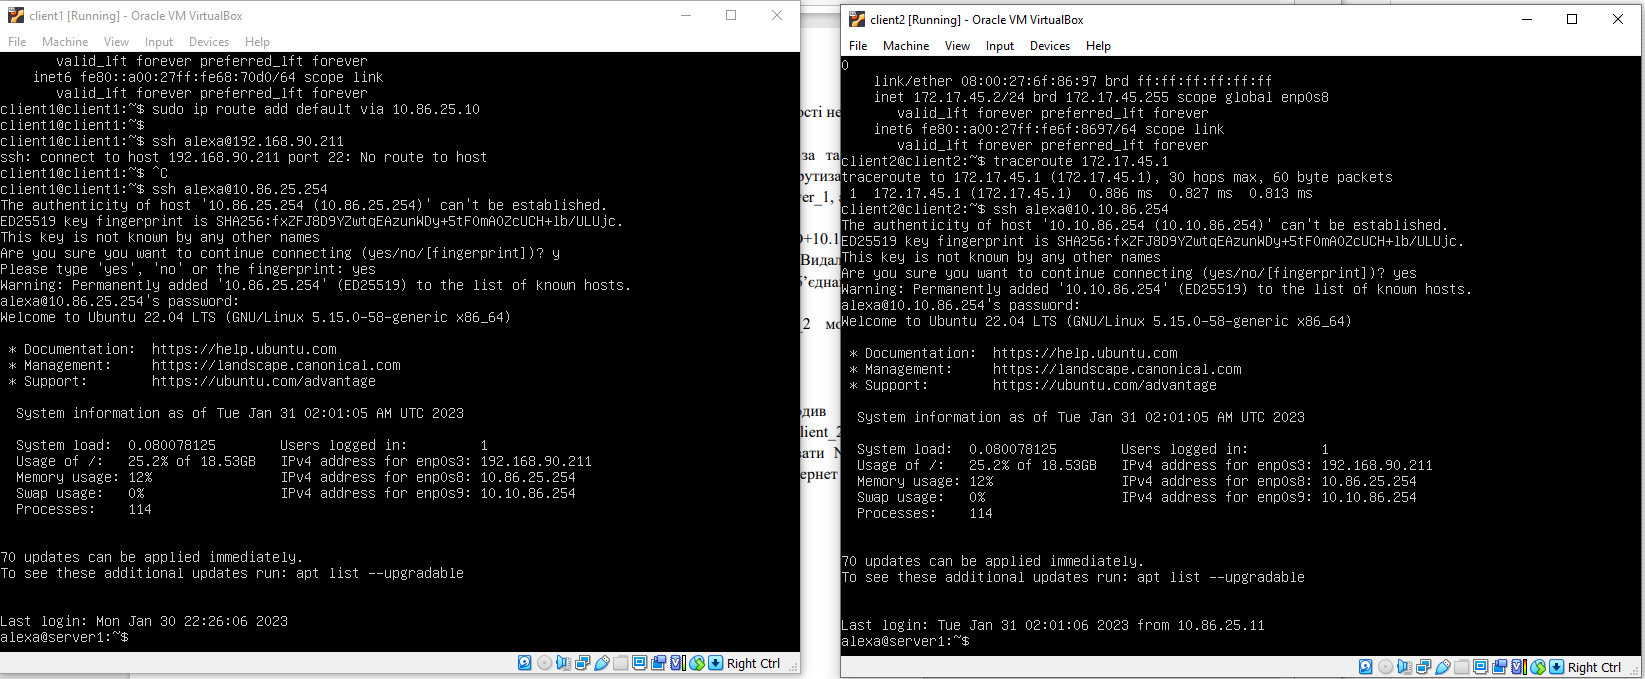 client1 [Running] - Oracle VM VirtualBox
File Machine View Input Devices Help
valid_lft forever preferred_lft forever
inet6 fe80::a00:27ff:fe68:70d0/64 scope link
valid_lft forever preferred_lft forever
client1@client1:~$ sudo ip route add default via 10.86.25.10
client1@client1:~$
client1@client1:~$ ssh alexa@192.168.90.211
ssh: connect to host 192.168.90.211 port 22: No route to host
client1@client1:~$ ^C
client1@client1:~$ ssh alexa@10.86.25.254
The authenticity of host '10.86.25.254 (10.86.25.254)' can't be established.
ED25519 key fingerprint is SHA256:fxZFJ8D9YZwtqEAzunWDy+5tF0mA0ZcUCH+lb/ULUjc.
This key is not known by any other names
Are you sure you want to continue connecting (yes/no/[fingerprint])? y
Please type 'yes', 'no' or the fingerprint: yes
Warning: Permanently added '10.86.25.254' (ED25519) to the list of known hosts.
alexa@10.86.25.254's password:
Welcome to Ubuntu 22.04 LTS (GNU/Linux 5.15.0-58-generic x86_64)
* Documentation: https://help.ubuntu.com
* Management: https://landscape.canonical.com
* Support: https://ubuntu.com/advantage
System information as of Tue Jan 31 02:01:05 AM UTC 2023
System load: 0.080078125 Users logged in: 1
Usage of /: 25.2% of 18.53GB IPv4 address for enp0s3: 192.168.90.211
Memory usage: 12% IPv4 address for enp0s8: 10.86.25.254
Swap usage: 0% IPv4 address for enp0s9: 10.10.86.254
Processes: 114
70 updates can be applied immediately.
To see these additional updates run: apt list --upgradable
Last login: Mon Jan 30 22:26:06 2023
alexa@server1:~$
Right Ctrl
ості не
за та
рутиза
ver_1, а
0+10.1
Видал
б’єдна
_2 мо
одив
lient_2
вати N
тернет
client2 [Running] - Oracle VM VirtualBox
File Machine View Input Devices Help
0
link/ether 08:00:27:6f:86:97 brd ff:ff:ff:ff:ff:ff
inet 172.17.45.2/24 brd 172.17.45.255 scope global enp0s8
valid_lft forever preferred_lft forever
inet6 fe80::a00:27ff:fe6f:8697/64 scope link
valid_lft forever preferred_lft forever
client2@client2:~$ traceroute 172.17.45.1
traceroute to 172.17.45.1 (172.17.45.1), 30 hops max, 60 byte packets
1 172.17.45.1 (172.17.45.1) 0.886 ms 0.827 ms 0.813 ms
client2@client2:~$ ssh alexa@10.10.86.254
The authenticity of host '10.10.86.254 (10.10.86.254)' can't be established.
ED25519 key fingerprint is SHA256:fxZFJ8D9YZwtqEAzunWDy+5tF0mA0ZcUCH+lb/ULUjc.
This key is not known by any other names
Are you sure you want to continue connecting (yes/no/[fingerprint])? yes
Warning: Permanently added '10.10.86.254' (ED25519) to the list of known hosts.
alexa@10.10.86.254's password:
Welcome to Ubuntu 22.04 LTS (GNU/Linux 5.15.0-58-generic x86_64)
* Documentation: https://help.ubuntu.com
* Management: https://landscape.canonical.com
* Support: https://ubuntu.com/advantage
System information as of Tue Jan 31 02:01:05 AM UTC 2023
System load: 0.080078125 Users logged in: 1
Usage of /: 25.2% of 18.53GB IPv4 address for enp0s3: 192.168.90.211
Memory usage: 12% IPv4 address for enp0s8: 10.86.25.254
Swap usage: 0% IPv4 address for enp0s9: 10.10.86.254
Processes: 114
70 updates can be applied immediately.
To see these additional updates run: apt list --upgradable
Last login: Tue Jan 31 02:01:06 2023 from 10.86.25.11
alexa@server1:~$
Right Ctrl